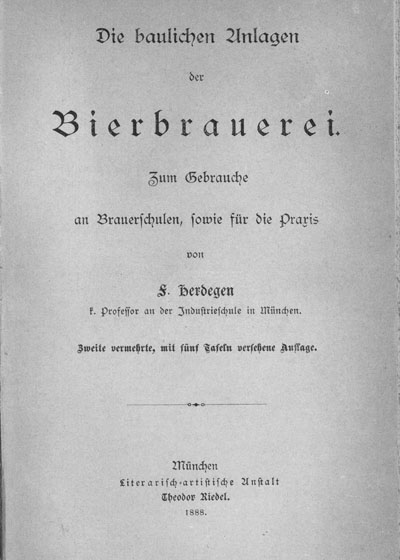 Die baulichen Anlagen
der
Bierbrauerei.
Zum Gebrauche
an Brauerschulen, sowie für die Praxis
von
F. Herdegen
k. Professor an der Industrieschule in München.
Zweite vermehrte, mit fünf Tafeln versehene Auflage.
München
Literarisch-artistische Anstalt
Theodor Riedel.
1888.